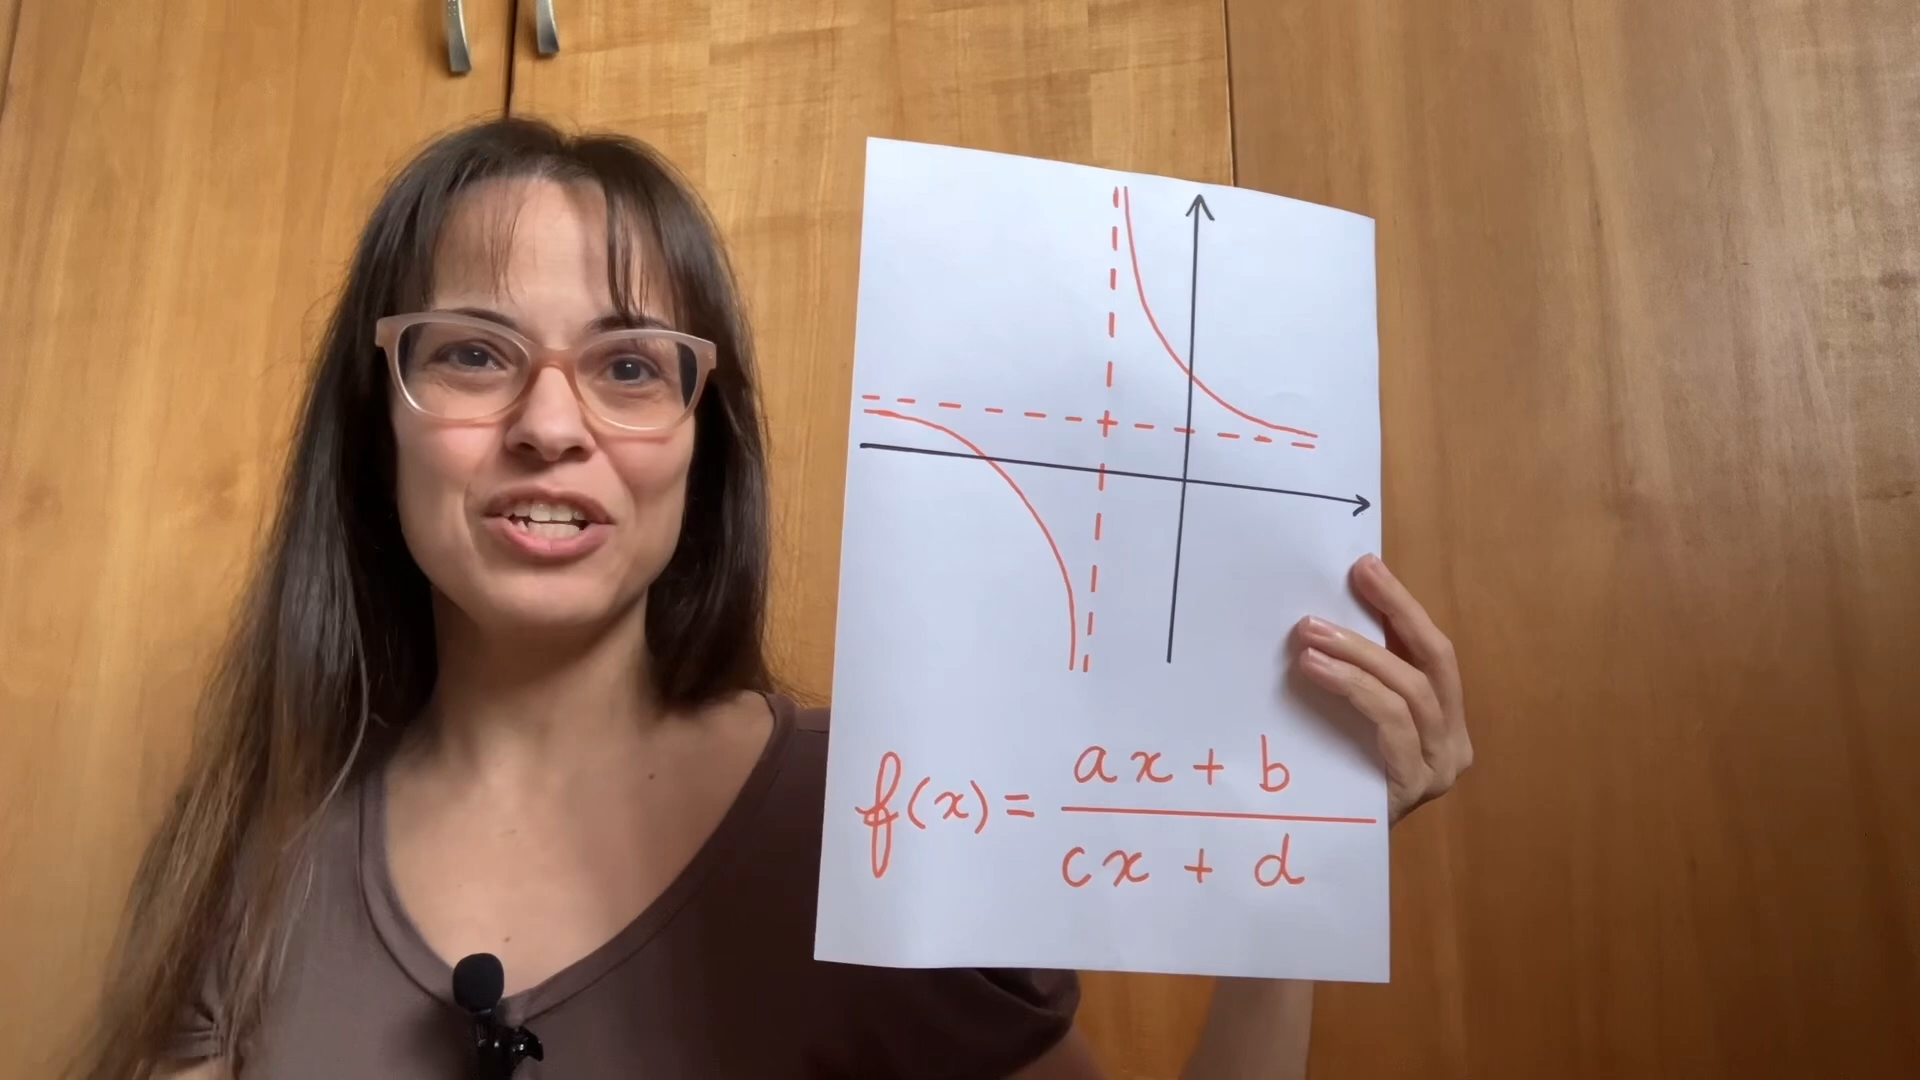 f(x) = ax + b / cx + d